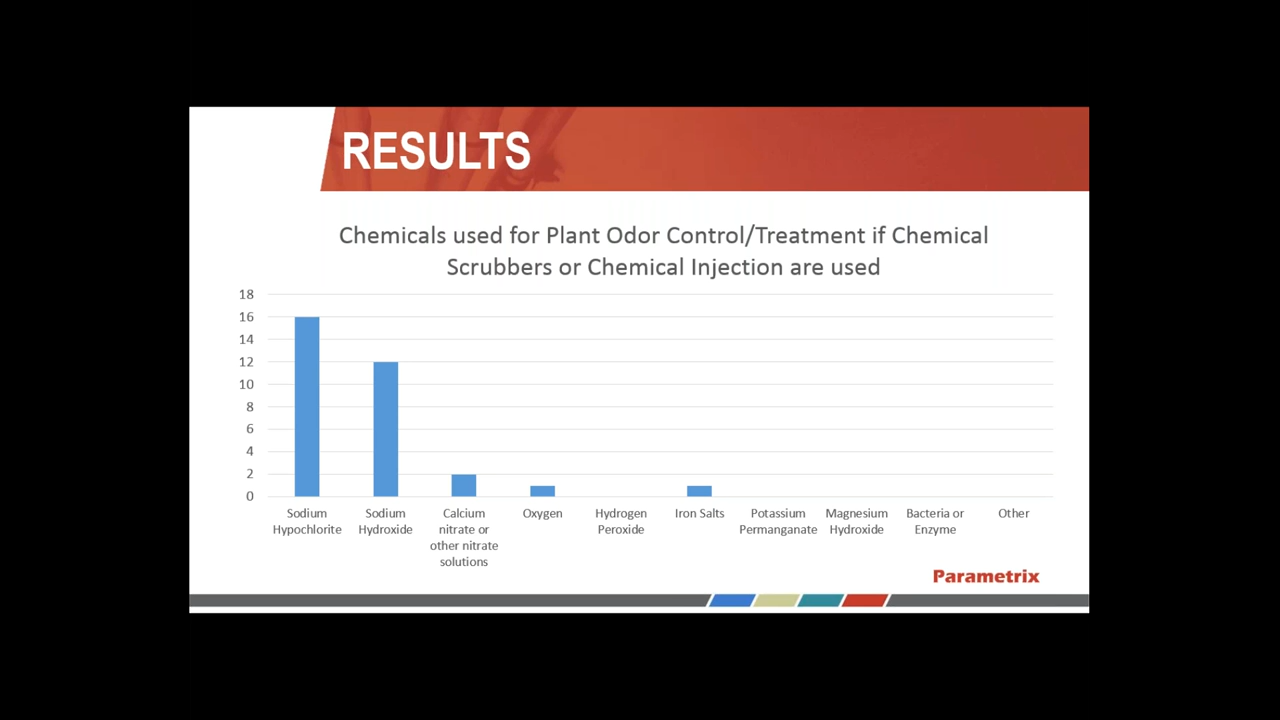 RESULTS
Chemicals used for Plant Odor Control/Treatment if Chemical
Scrubbers or Chemical Injection are used
18
16
14
12
10
8
6
4
2
0
Sodium
Hypochlorite
Sodium
Hydroxide
Calcium
nitrate or
other nitrate
solutions
Oxygen
Hydrogen
Peroxide
Iron Salts
Potassium
Permanganate
Magnesium
Hydroxide
Bacteria or
Enzyme
Other
Parametrix